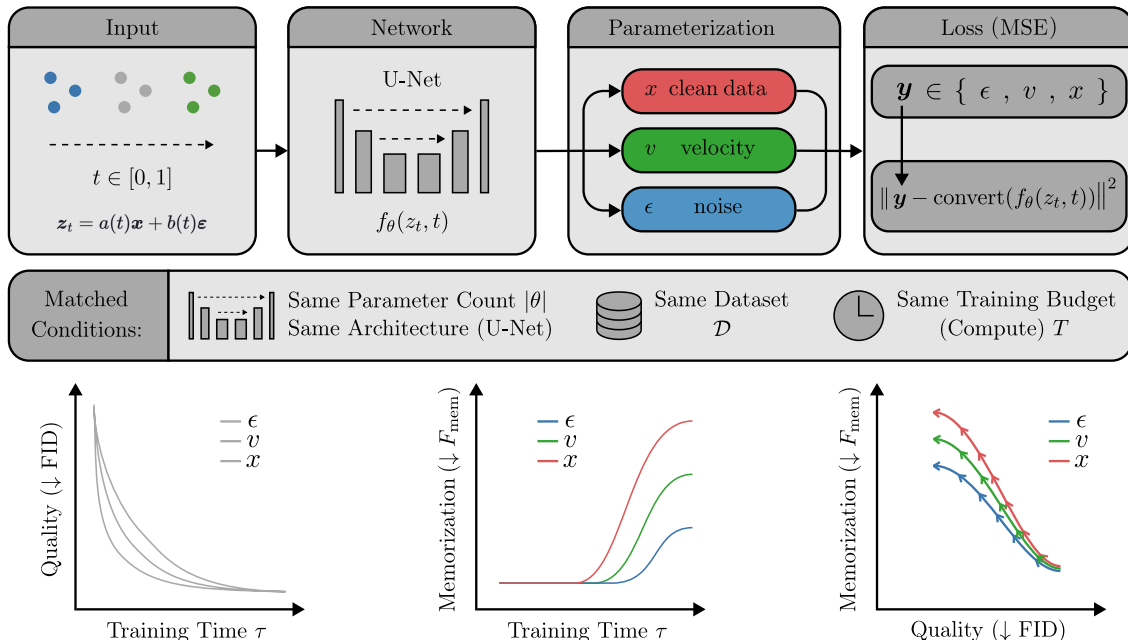 Input
t ∈ [0, 1]
z_t = a(t)x + b(t)ε
Network
U-Net
f_θ(z_t, t)
Parameterization
x clean data
v velocity
ϵ noise
Loss (MSE)
y ∈ { ϵ , v , x }
‖ y − convert(f_θ(z_t, t))‖²
Matched
Conditions:
Same Parameter Count |θ|
Same Architecture (U-Net)
Same Dataset
𝒟
Same Training Budget
(Compute) T
Quality (↓ FID)
ϵ
v
x
Training Time τ
Memorization (↓ F_mem)
ϵ
v
x
Training Time τ
Memorization (↓ F_mem)
ϵ
v
x
Quality (↓ FID)